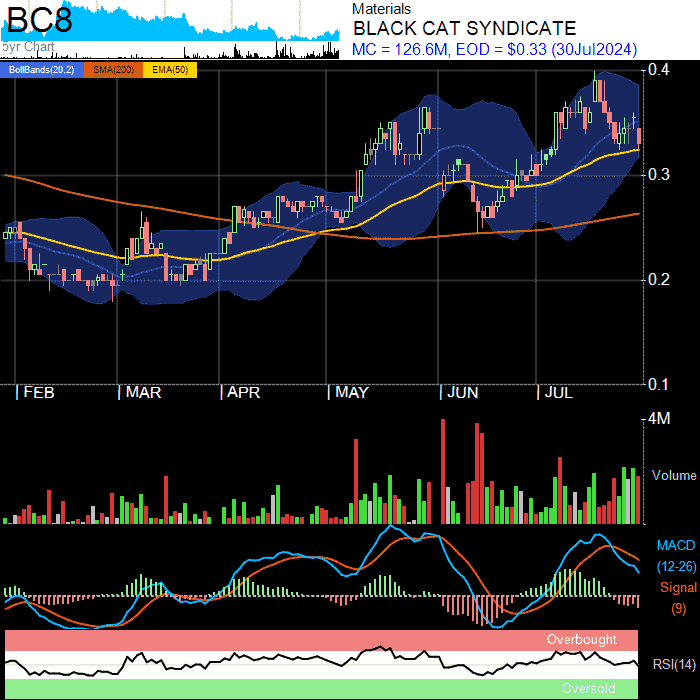 BC8
5yr Chart
Materials
BLACK CAT SYNDICATE
MC = 126.6M, EOD = $0.33 (30Jul2024)
BollBands(20,2) SMA(200) EMA(50)
0.4
0.3
0.2
0.1
FEB MAR APR MAY JUN JUL
4M
Volume
MACD
(12-26)
Signal
(9)
Overbought
RSI(14)
Oversold